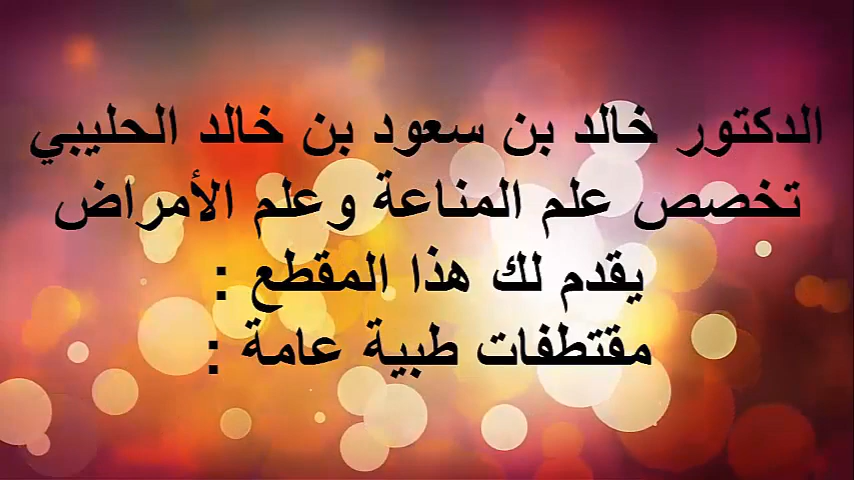 الدكتور خالد بن سعود بن خالد الحليبي
تخصص علم المناعة وعلم الأمراض
يقدم لك هذا المقطع :
مقتطفات طبية عامة :